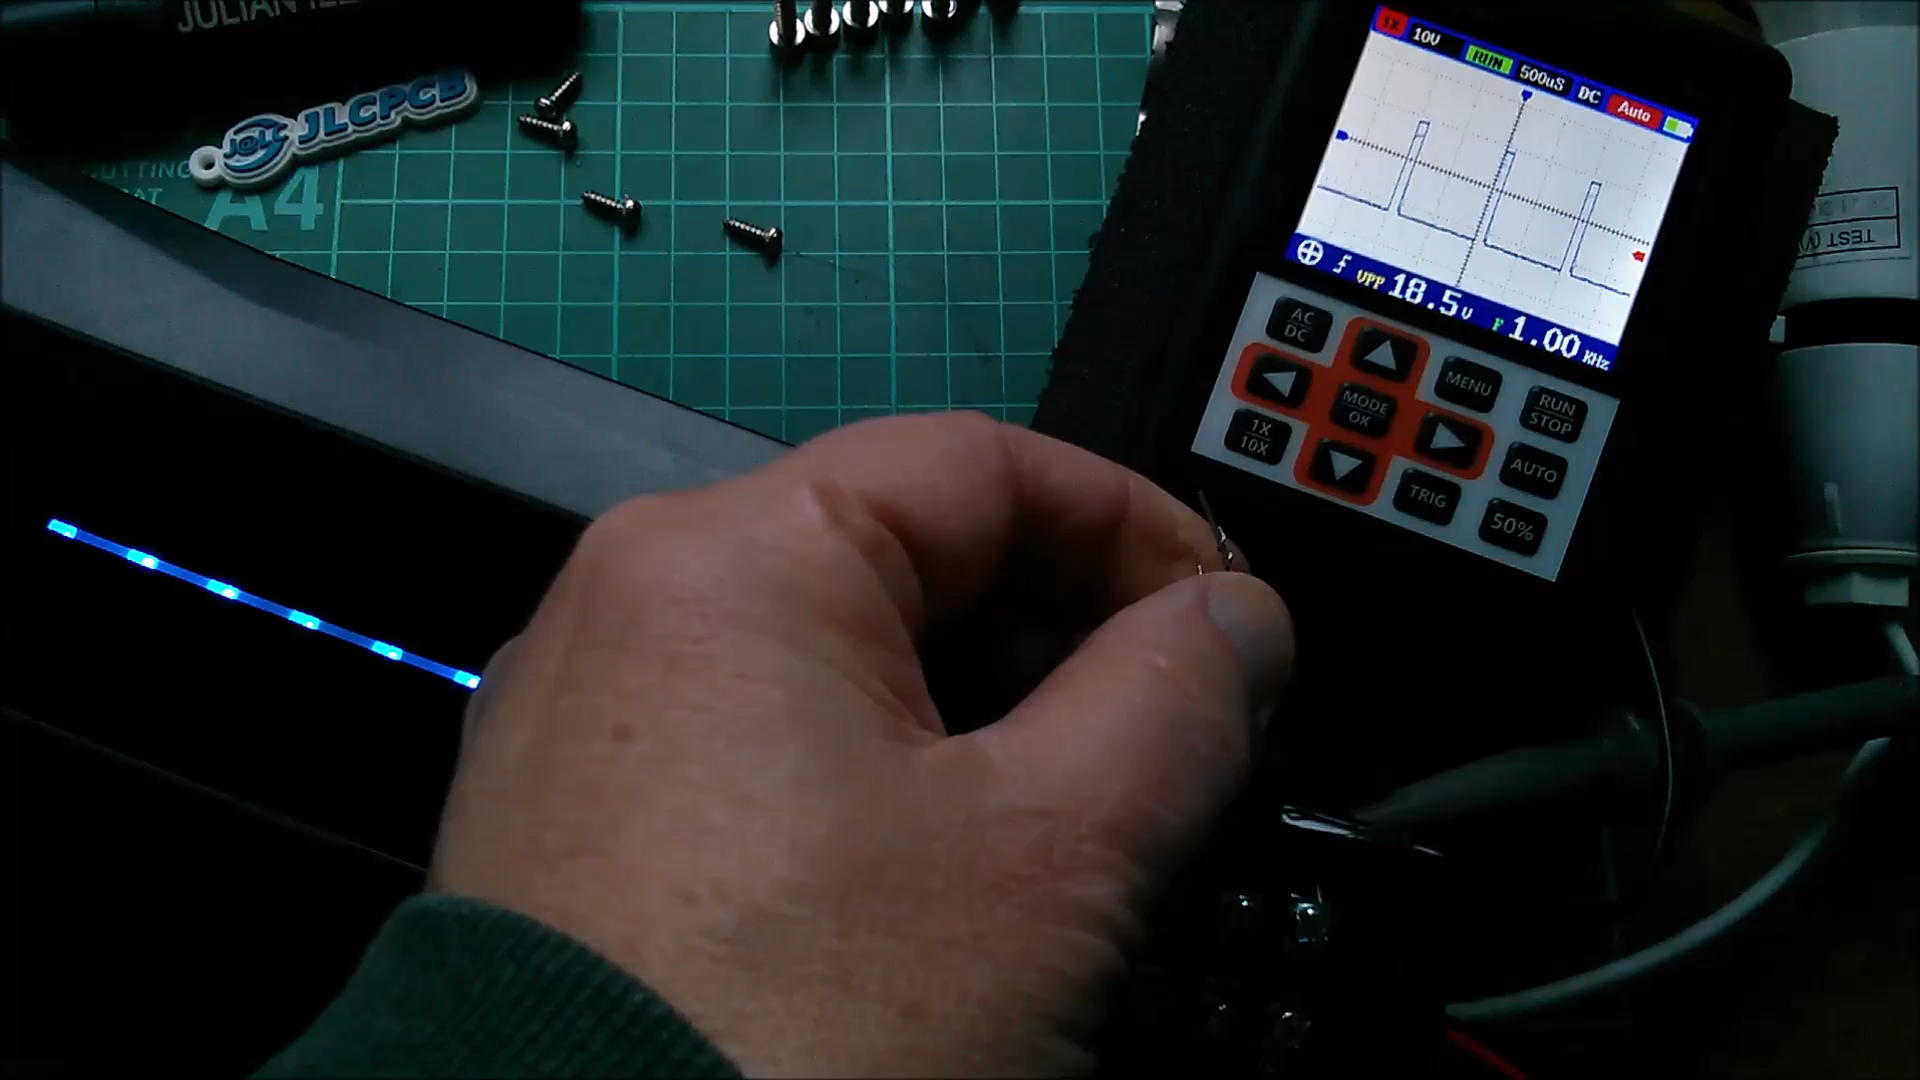 JULIAN
J@LC JLCPCB
CUTTING
MAT
A4
1X 10V RUN 500uS DC Auto
VPP 18.5V F 1.00 KHz
AC
DC
MENU
RUN
STOP
MODE
OK
1X
10X
AUTO
TRIG
50%
TEST (V)